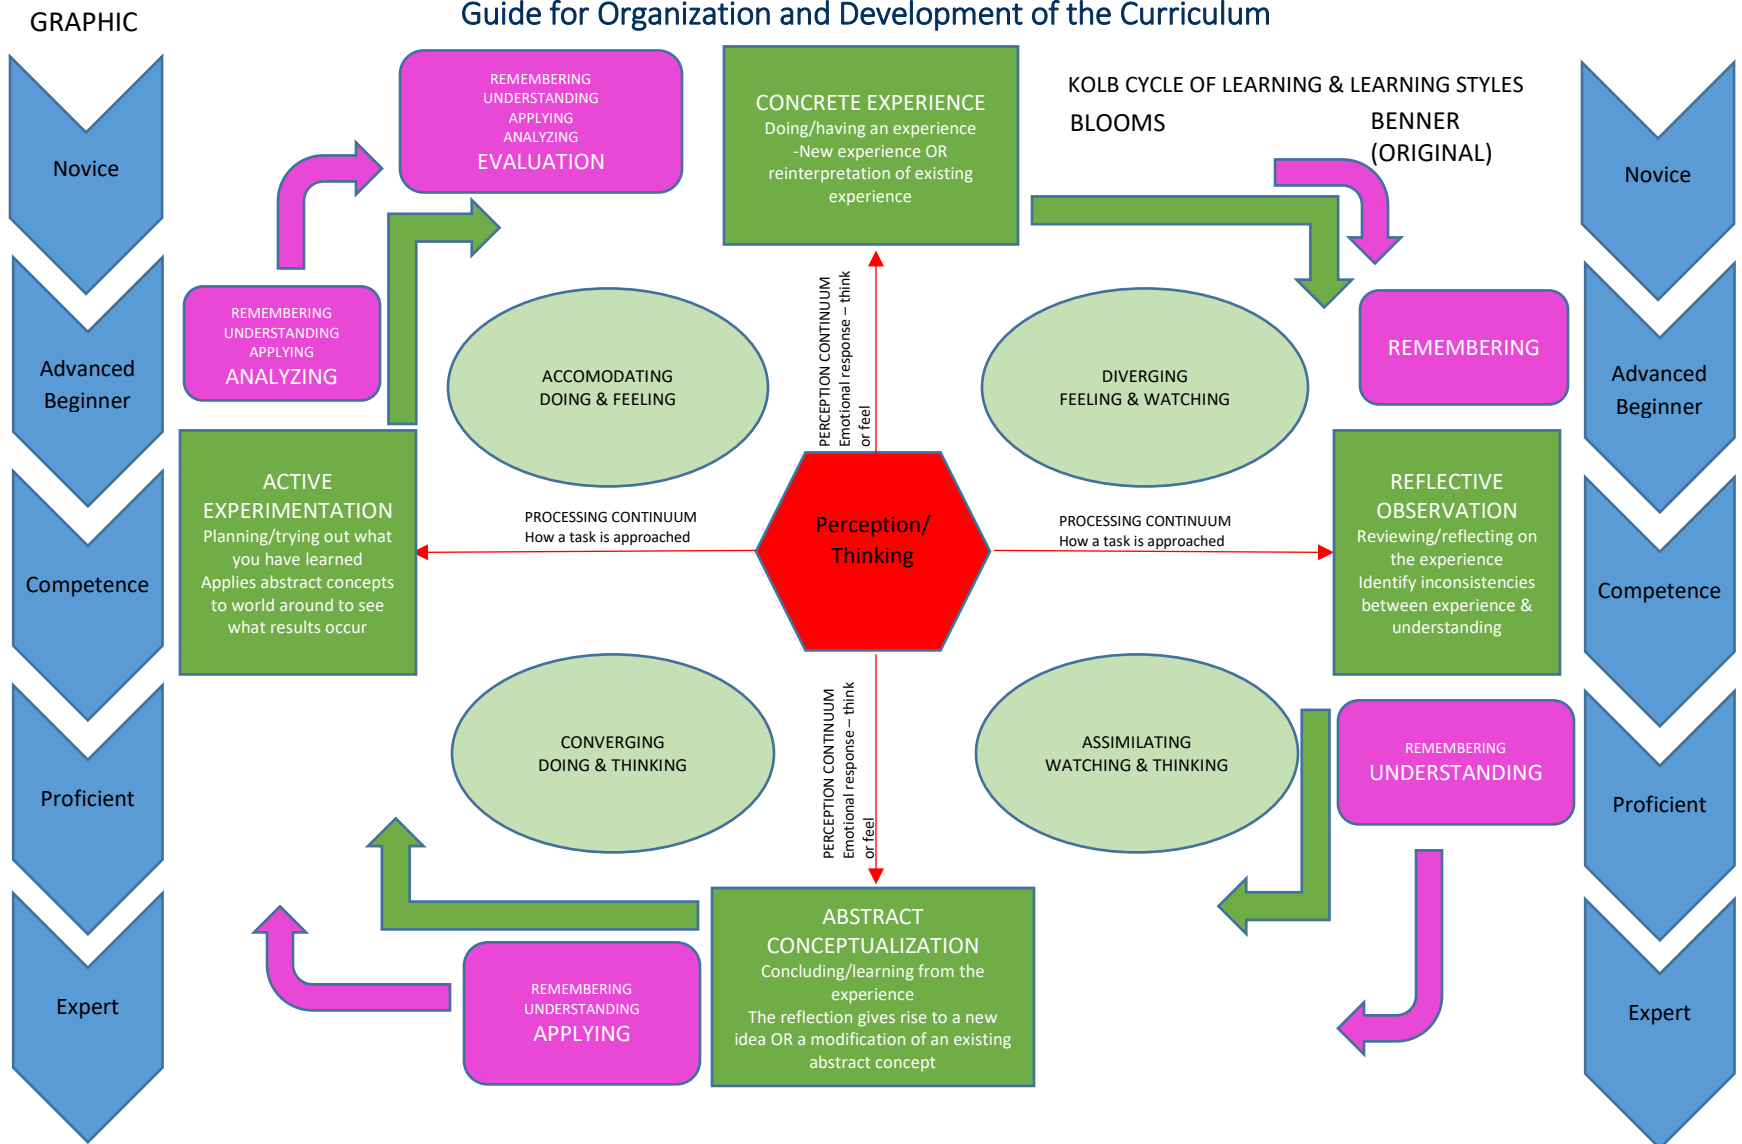 Guide for Organization and Development of the Curriculum
GRAPHIC
Novice
Advanced
Beginner
Competence
Proficient
Expert
REMEMBERING
UNDERSTANDING
APPLYING
ANALYZING
EVALUATION
CONCRETE EXPERIENCE
Doing/having an experience
-New experience OR
reinterpretation of existing
experience
KOLB CYCLE OF LEARNING & LEARNING STYLES
BLOOMS
BENNER
(ORIGINAL)
REMEMBERING
UNDERSTANDING
APPLYING
ANALYZING
ACCOMODATING
DOING & FEELING
PERCEPTION CONTINUUM
Emotional response – think
or feel
DIVERGING
FEELING & WATCHING
REMEMBERING
ACTIVE
EXPERIMENTATION
Planning/trying out what
you have learned
Applies abstract concepts
to world around to see
what results occur
PROCESSING CONTINUUM
How a task is approached
Perception/
Thinking
PROCESSING CONTINUUM
How a task is approached
REFLECTIVE
OBSERVATION
Reviewing/reflecting on
the experience
Identify inconsistencies
between experience &
understanding
CONVERGING
DOING & THINKING
PERCEPTION CONTINUUM
Emotional response – think
or feel
ASSIMILATING
WATCHING & THINKING
REMEMBERING
UNDERSTANDING
REMEMBERING
UNDERSTANDING
APPLYING
ABSTRACT
CONCEPTUALIZATION
Concluding/learning from the
experience
The reflection gives rise to a new
idea OR a modification of an existing
abstract concept
Novice
Advanced
Beginner
Competence
Proficient
Expert